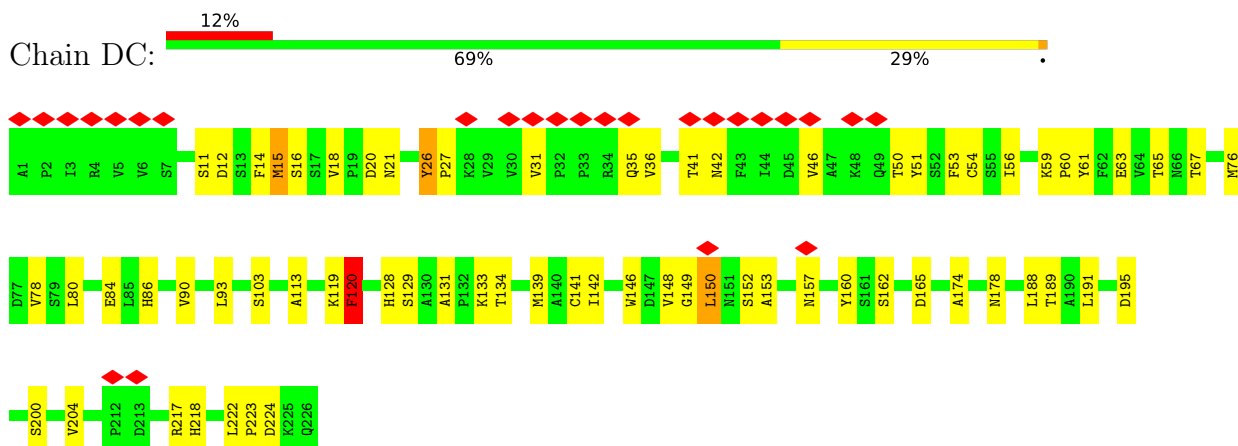 12%
Chain DC:
69% 29% •
A1 P2 I3 R4 V5 V6 S7 S11 D12 S13 F14 M15 S16 S17 V18 P19 D20 N21 Y26 P27 K28 V29 V30 V31 P32 P33 R34 Q35 V36 T41 N42 F43 I44 D45 V46 A47 K48 Q49 T50 Y51 S52 F53 C54 S55 I56 K59 P60 Y61 F62 E63 V64 T65 N66 T67 M76
D77 V78 S79 L80 E84 L85 H86 V90 L93 S103 A113 K119 F120 H128 S129 A130 A131 P132 K133 T134 M139 A140 C141 I142 W146 D147 V148 G149 L150 N151 S152 A153 N157 Y160 S161 S162 D165 A174 N178 L188 T189 A190 L191 D195
S200 V204 P212 D213 R217 H218 L222 P223 D224 K225 Q226